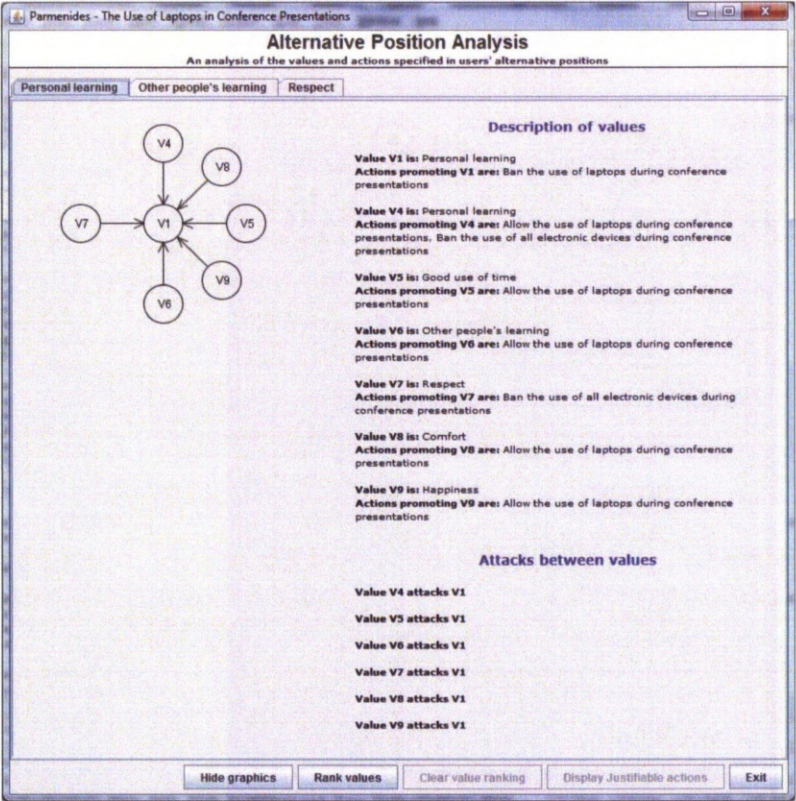 Parmenides - The Use of Laptops in Conference Presentations
Alternative Position Analysis
An analysis of the values and actions specified in users' alternative positions
Personal learning Other people's learning Respect
V4
V8
V7 V1 V5
V9
V6
Description of values
Value V1 is: Personal learning
Actions promoting V1 are: Ban the use of laptops during conference
presentations
Value V4 is: Personal learning
Actions promoting V4 are: Allow the use of laptops during conference
presentations, Ban the use of all electronic devices during conference
presentations
Value V5 is: Good use of time
Actions promoting V5 are: Allow the use of laptops during conference
presentations
Value V6 is: Other people's learning
Actions promoting V6 are: Allow the use of laptops during conference
presentations
Value V7 is: Respect
Actions promoting V7 are: Ban the use of all electronic devices during
conference presentations
Value V8 is: Comfort
Actions promoting V8 are: Allow the use of laptops during conference
presentations
Value V9 is: Happiness
Actions promoting V9 are: Allow the use of laptops during conference
presentations
Attacks between values
Value V4 attacks V1
Value V5 attacks V1
Value V6 attacks V1
Value V7 attacks V1
Value V8 attacks V1
Value V9 attacks V1
Hide graphics Rank values Clear value ranking Display Justifiable actions Exit